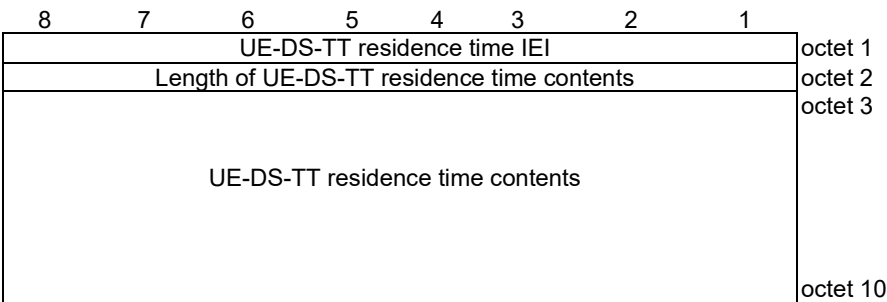 8 7 6 5 4 3 2 1
UE-DS-TT residence time IEI octet 1
Length of UE-DS-TT residence time contents octet 2
octet 3
UE-DS-TT residence time contents
octet 10